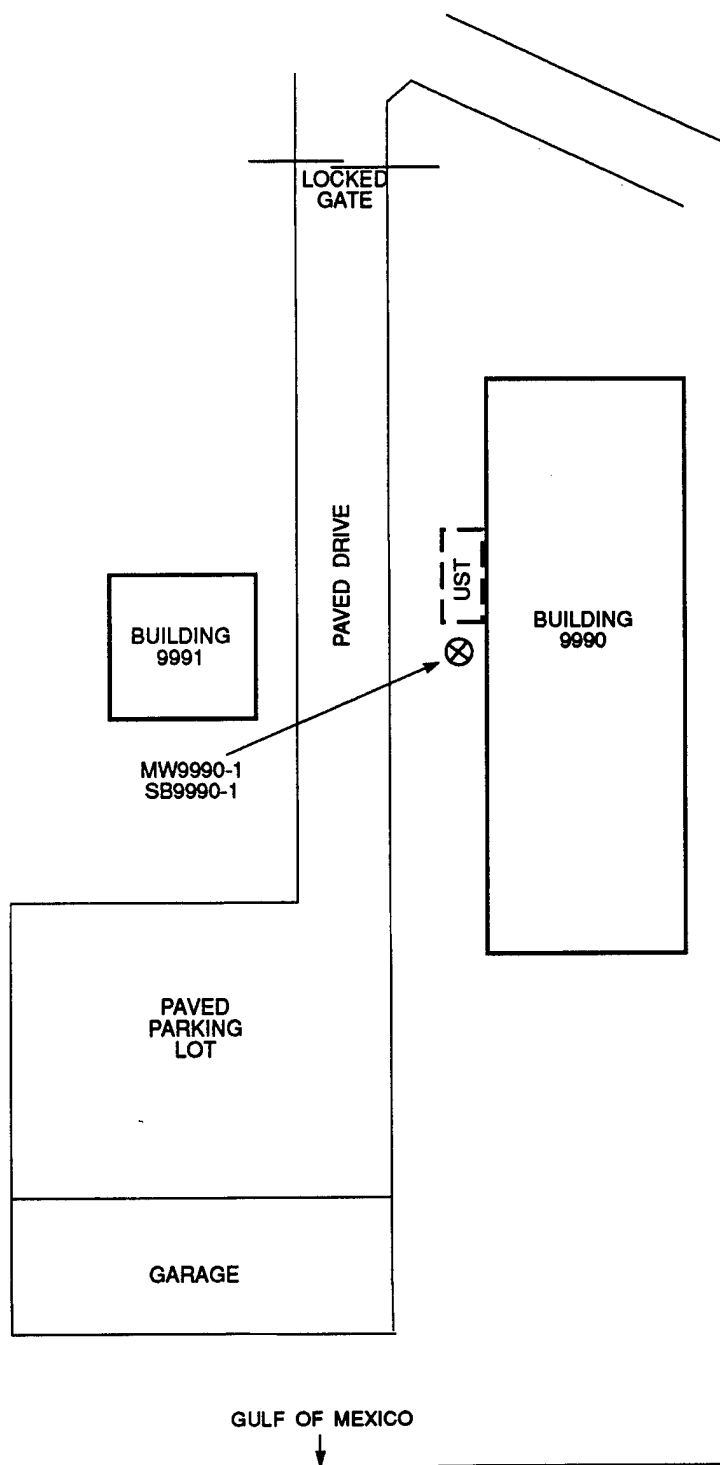 LOCKED
GATE
PAVED DRIVE
UST
BUILDING
9990
BUILDING
9991
MW9990-1
SB9990-1
PAVED
PARKING
LOT
GARAGE
GULF OF MEXICO